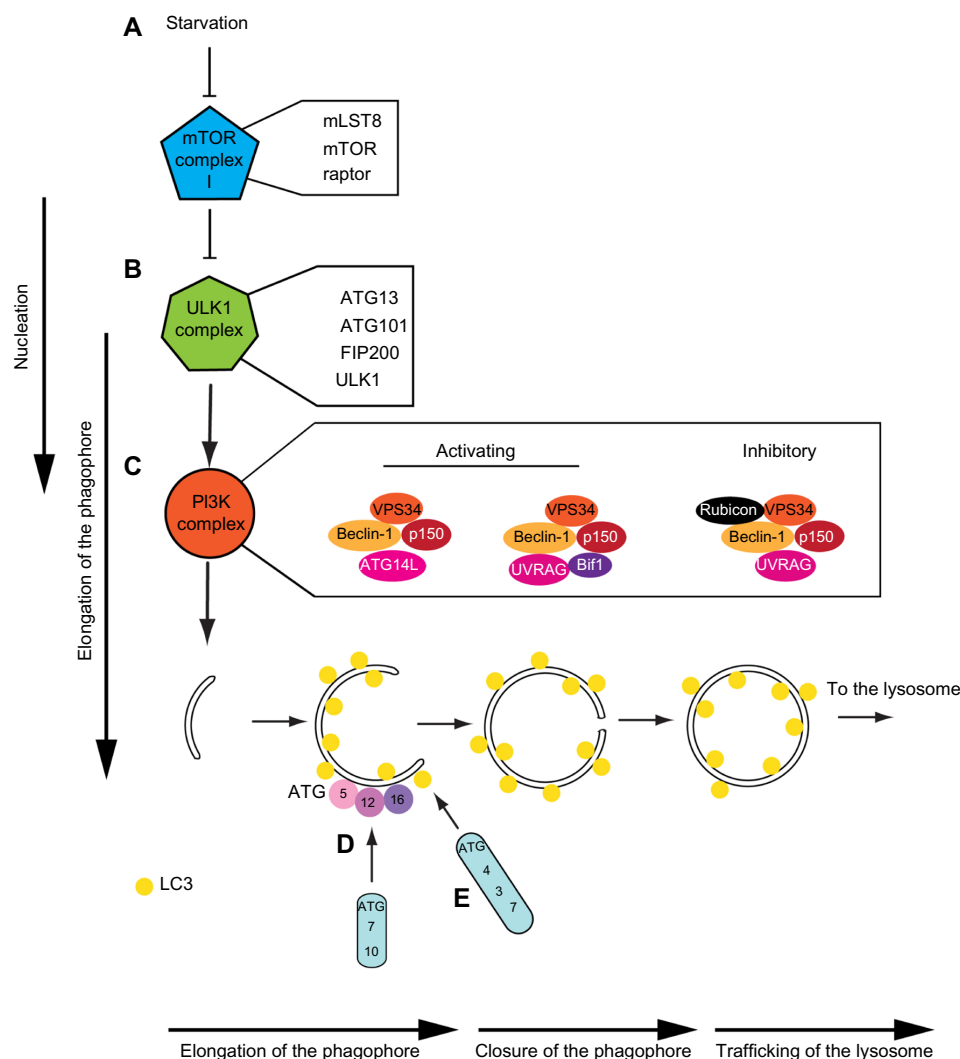 A
Starvation
mTOR
complex
I
mLST8
mTOR
raptor
Nucleation
B
ULK1
complex
ATG13
ATG101
FIP200
ULK1
Elongation of the phagophore
C
PI3K
complex
Activating
Inhibitory
VPS34
Beclin-1
p150
ATG14L
VPS34
Beclin-1
p150
UVRAG
Bif1
Rubicon
VPS34
Beclin-1
p150
UVRAG
To the lysosome
ATG
5
12
16
D
ATG
7
10
E
ATG
4
3
7
LC3
Elongation of the phagophore
Closure of the phagophore
Trafficking of the lysosome